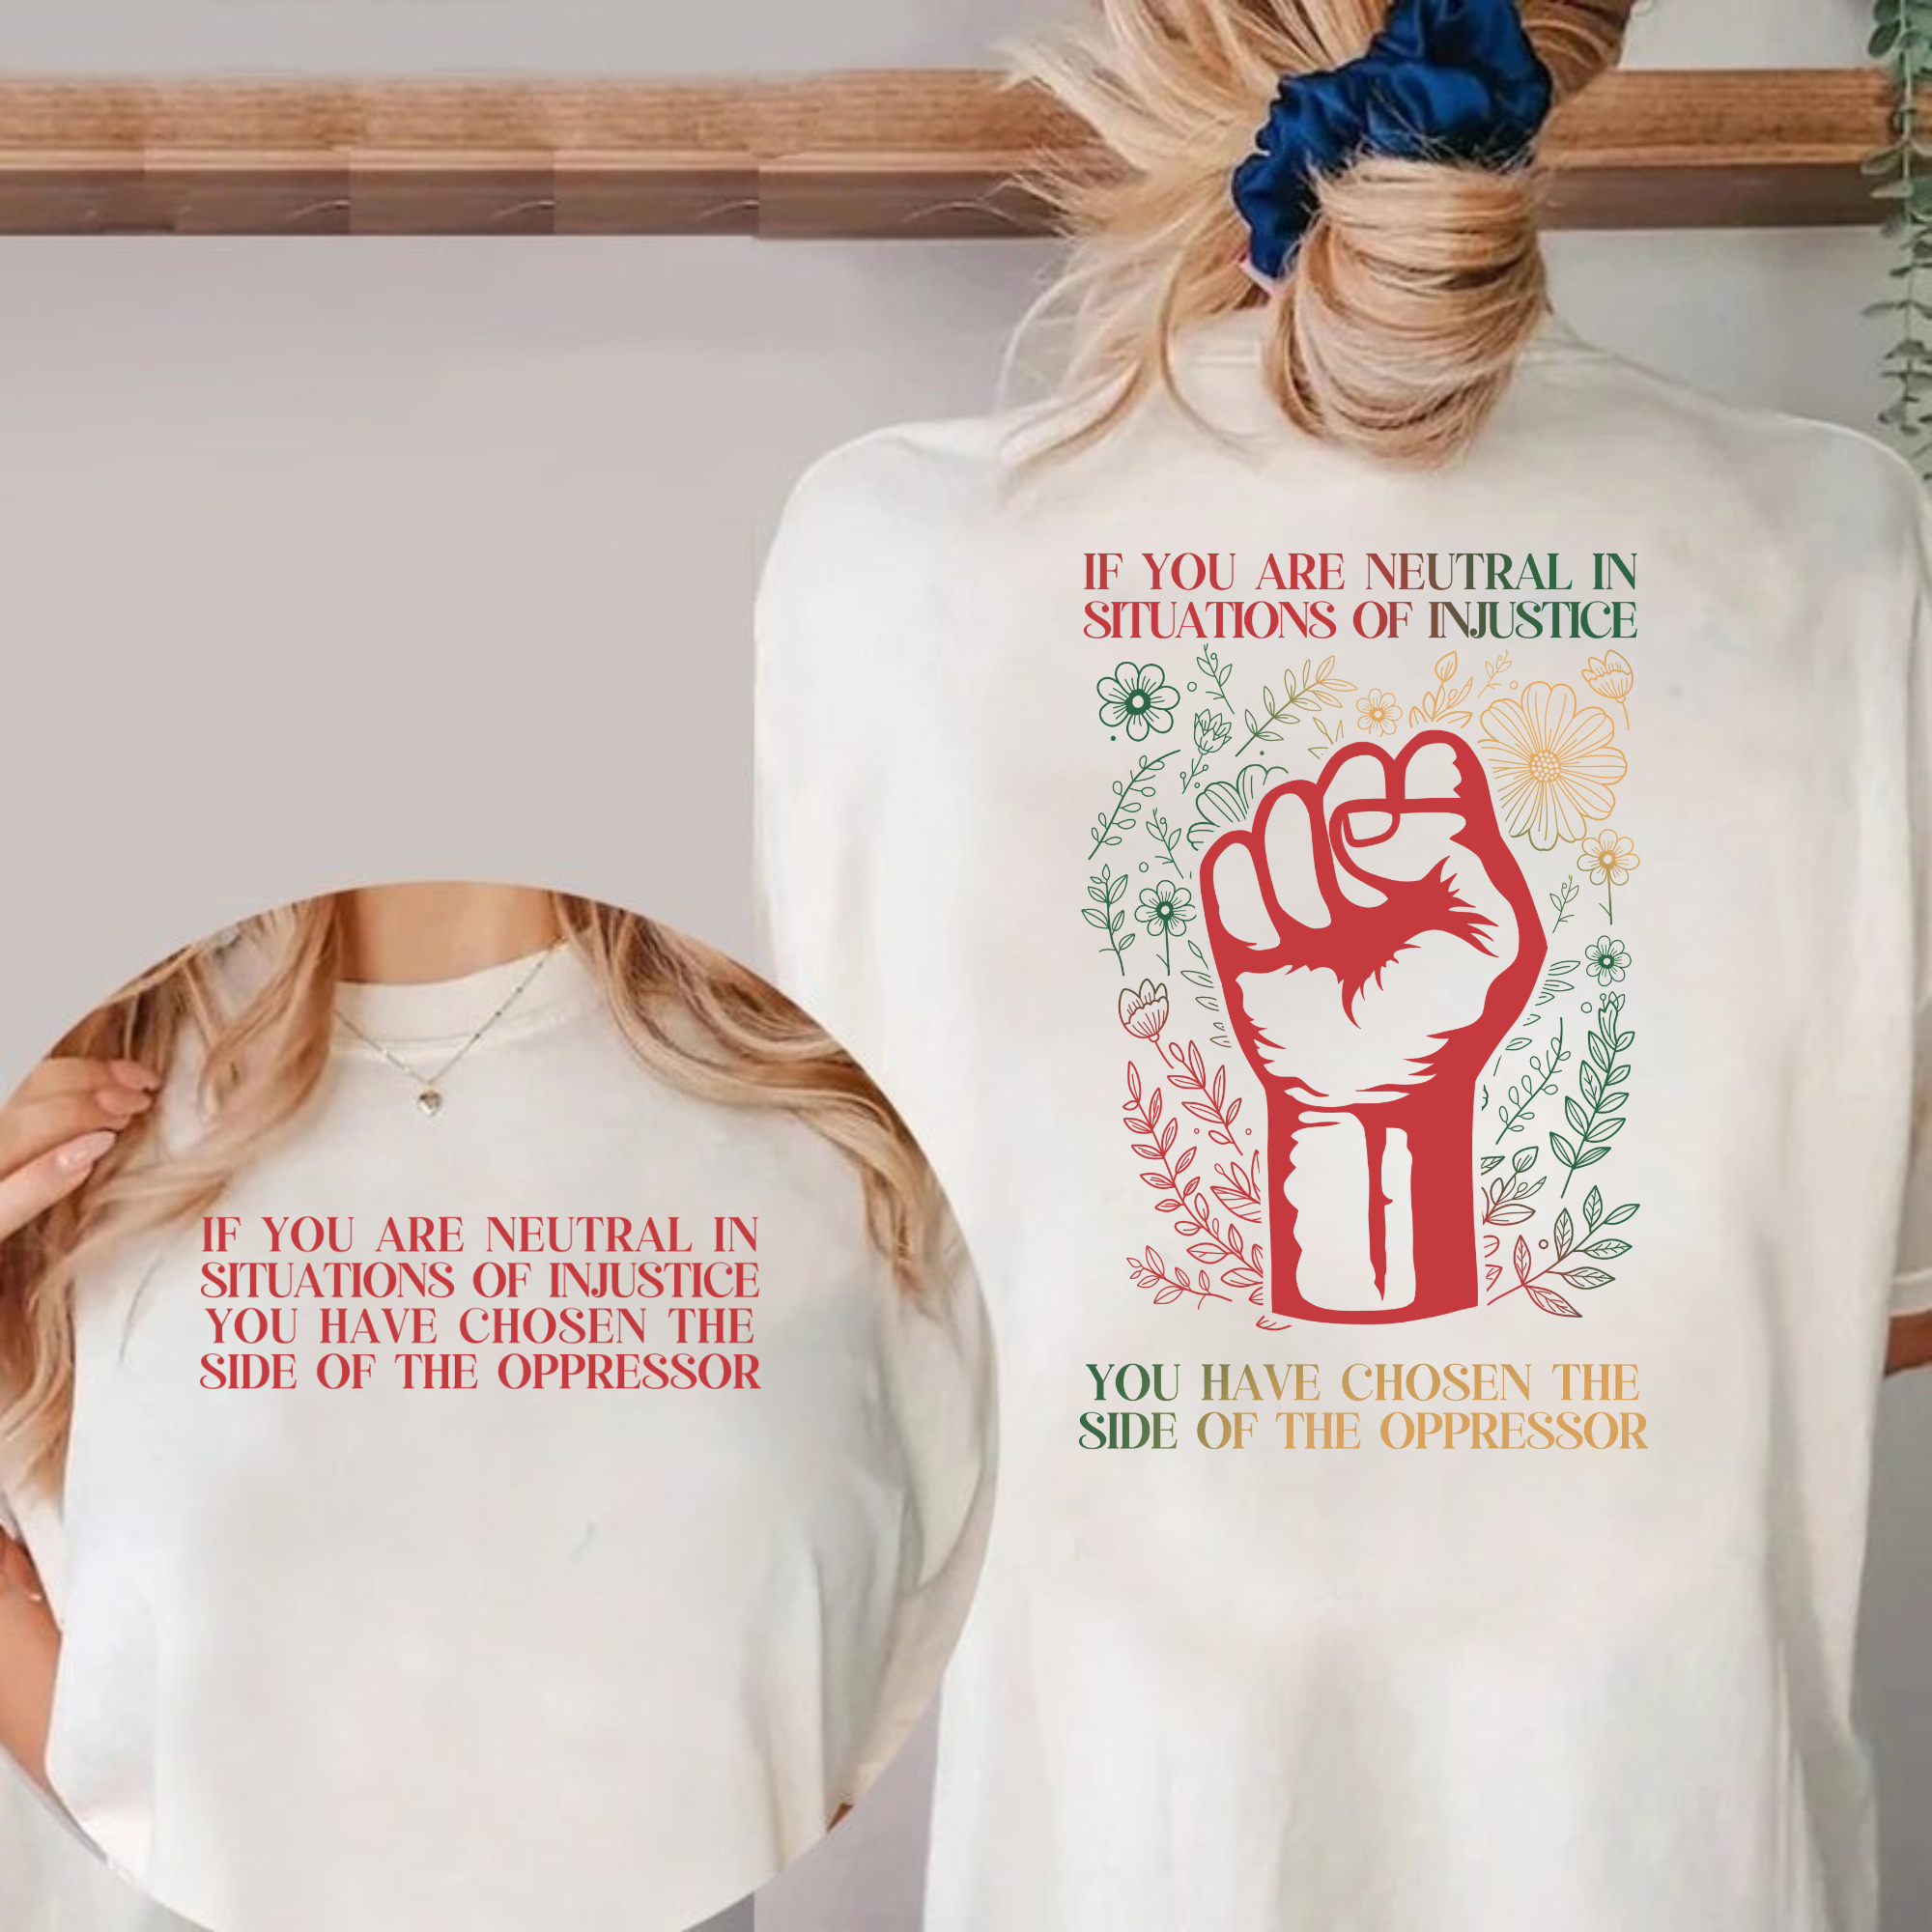 IF YOU ARE NEUTRAL IN
SITUATIONS OF INJUSTICE
YOU HAVE CHOSEN THE
SIDE OF THE OPPRESSOR
IF YOU ARE NEUTRAL IN
SITUATIONS OF INJUSTICE
YOU HAVE CHOSEN THE
SIDE OF THE OPPRESSOR